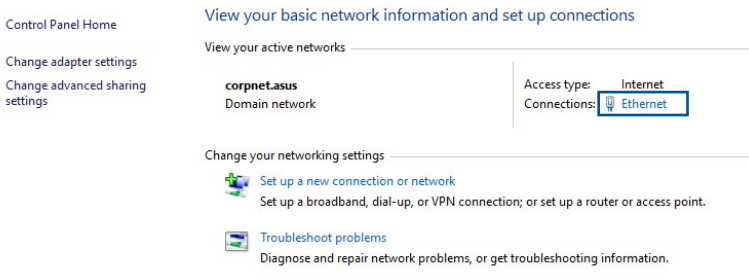 Control Panel Home
Change adapter settings
Change advanced sharing
settings
View your basic network information and set up connections
View your active networks
corpnet.asus
Domain network
Access type: Internet
Connections: Ethernet
Change your networking settings
Set up a new connection or network
Set up a broadband, dial-up, or VPN connection; or set up a router or access point.
Troubleshoot problems
Diagnose and repair network problems, or get troubleshooting information.